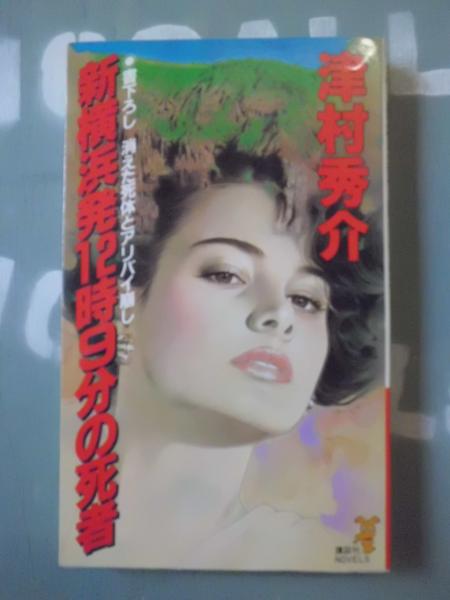 津村秀介
●書下ろし 消えた死体とアリバイ崩し
新横浜発12時9分の死者
講談社
NOVELS